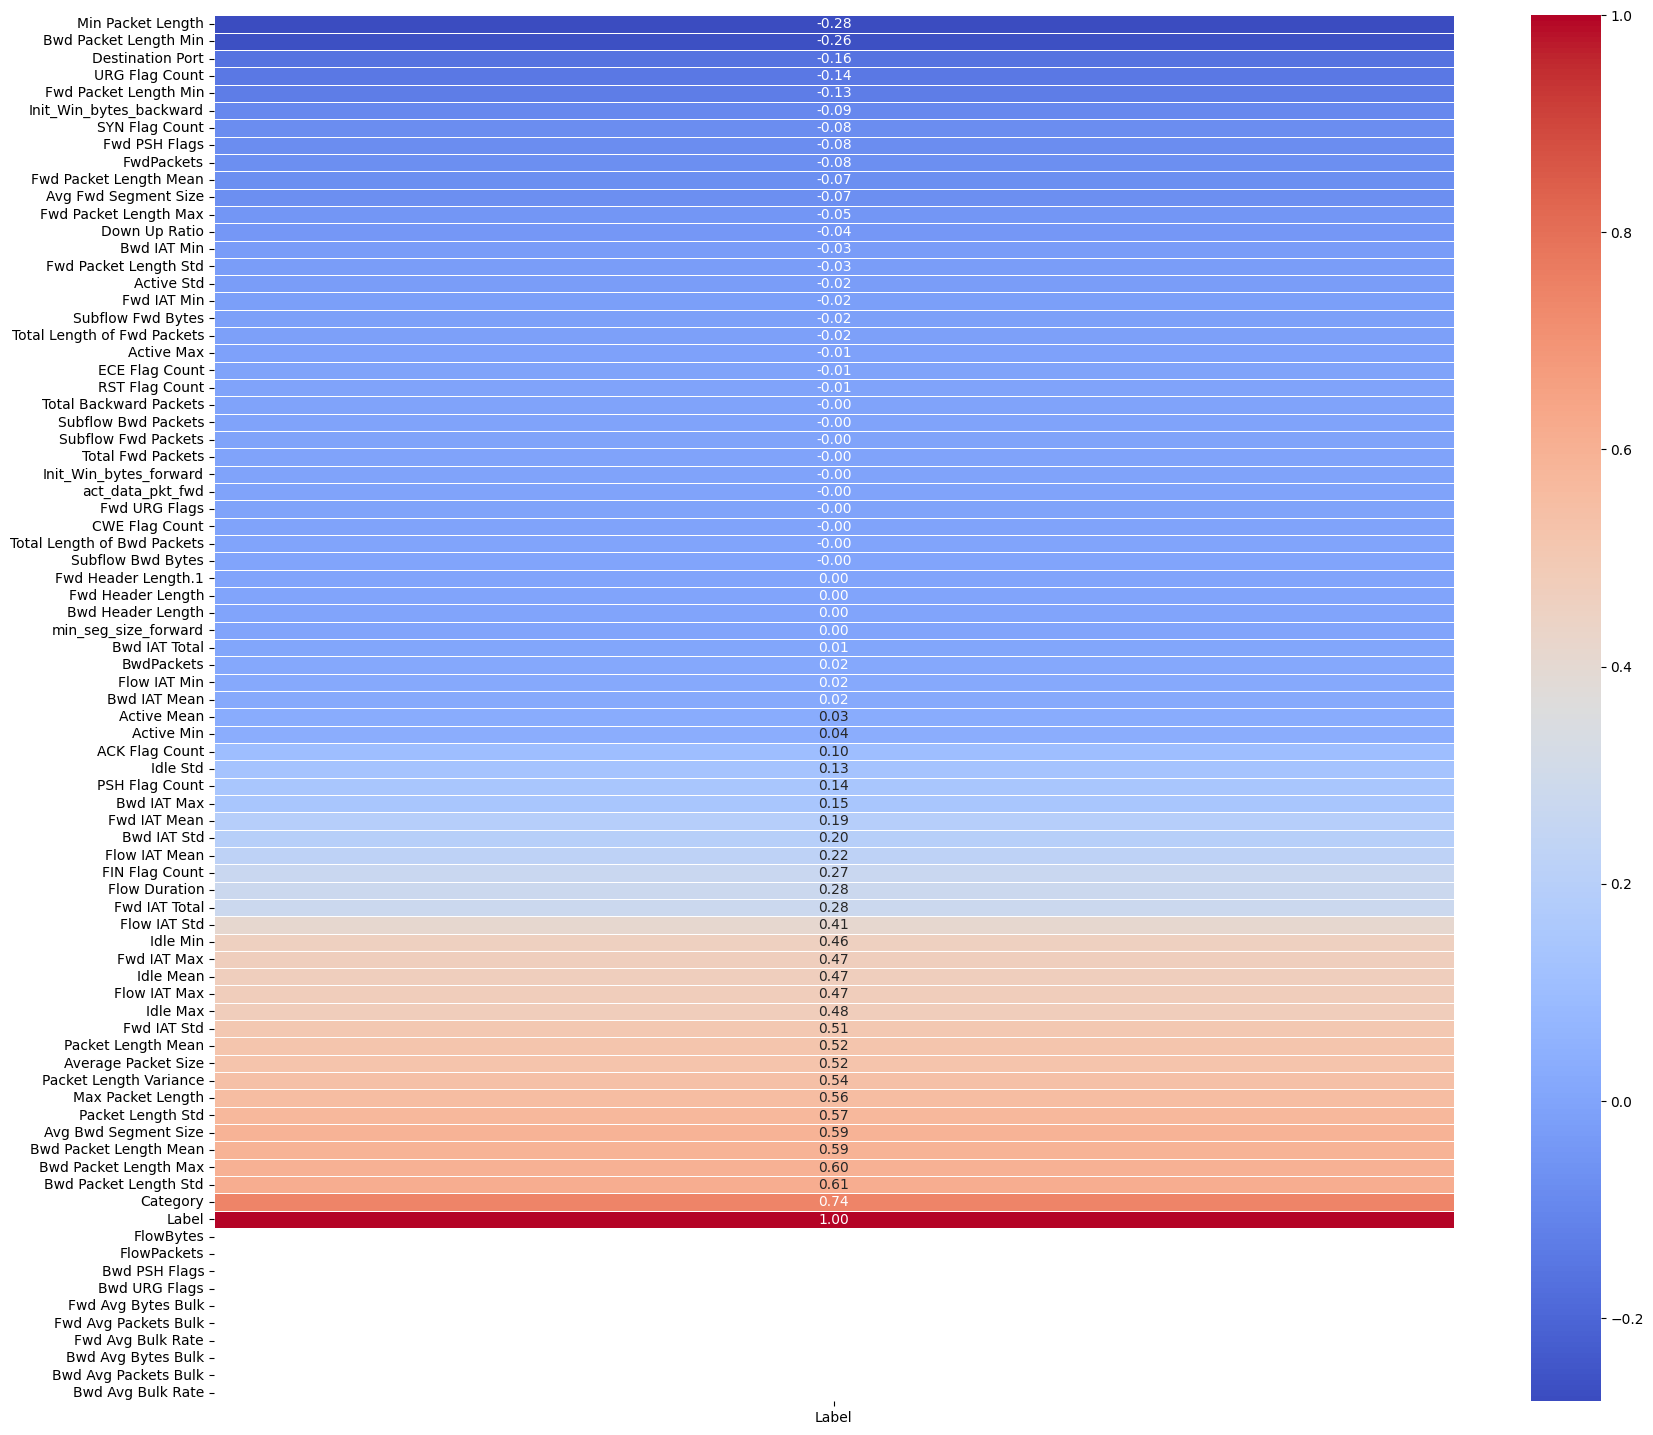 Min Packet Length -0.28
Bwd Packet Length Min -0.26
Destination Port -0.16
URG Flag Count -0.14
Fwd Packet Length Min -0.13
Init_Win_bytes_backward -0.09
SYN Flag Count -0.08
Fwd PSH Flags -0.08
FwdPackets -0.08
Fwd Packet Length Mean -0.07
Avg Fwd Segment Size -0.07
Fwd Packet Length Max -0.05
Down Up Ratio -0.04
Bwd IAT Min -0.03
Fwd Packet Length Std -0.03
Active Std -0.02
Fwd IAT Min -0.02
Subflow Fwd Bytes -0.02
Total Length of Fwd Packets -0.02
Active Max -0.01
ECE Flag Count -0.01
RST Flag Count -0.01
Total Backward Packets -0.00
Subflow Bwd Packets -0.00
Subflow Fwd Packets -0.00
Total Fwd Packets -0.00
Init_Win_bytes_forward -0.00
act_data_pkt_fwd -0.00
Fwd URG Flags -0.00
CWE Flag Count -0.00
Total Length of Bwd Packets -0.00
Subflow Bwd Bytes -0.00
Fwd Header Length.1 0.00
Fwd Header Length 0.00
Bwd Header Length 0.00
min_seg_size_forward 0.00
Bwd IAT Total 0.01
BwdPackets 0.02
Flow IAT Min 0.02
Bwd IAT Mean 0.02
Active Mean 0.03
Active Min 0.04
ACK Flag Count 0.10
Idle Std 0.13
PSH Flag Count 0.14
Bwd IAT Max 0.15
Fwd IAT Mean 0.19
Bwd IAT Std 0.20
Flow IAT Mean 0.22
FIN Flag Count 0.27
Flow Duration 0.28
Fwd IAT Total 0.28
Flow IAT Std 0.41
Idle Min 0.46
Fwd IAT Max 0.47
Idle Mean 0.47
Flow IAT Max 0.47
Idle Max 0.48
Fwd IAT Std 0.51
Packet Length Mean 0.52
Average Packet Size 0.52
Packet Length Variance 0.54
Max Packet Length 0.56
Packet Length Std 0.57
Avg Bwd Segment Size 0.59
Bwd Packet Length Mean 0.59
Bwd Packet Length Max 0.60
Bwd Packet Length Std 0.61
Category 0.74
Label 1.00
FlowBytes
FlowPackets
Bwd PSH Flags
Bwd URG Flags
Fwd Avg Bytes Bulk
Fwd Avg Packets Bulk
Fwd Avg Bulk Rate
Bwd Avg Bytes Bulk
Bwd Avg Packets Bulk
Bwd Avg Bulk Rate
Label
1.0
0.8
0.6
0.4
0.2
0.0
−0.2